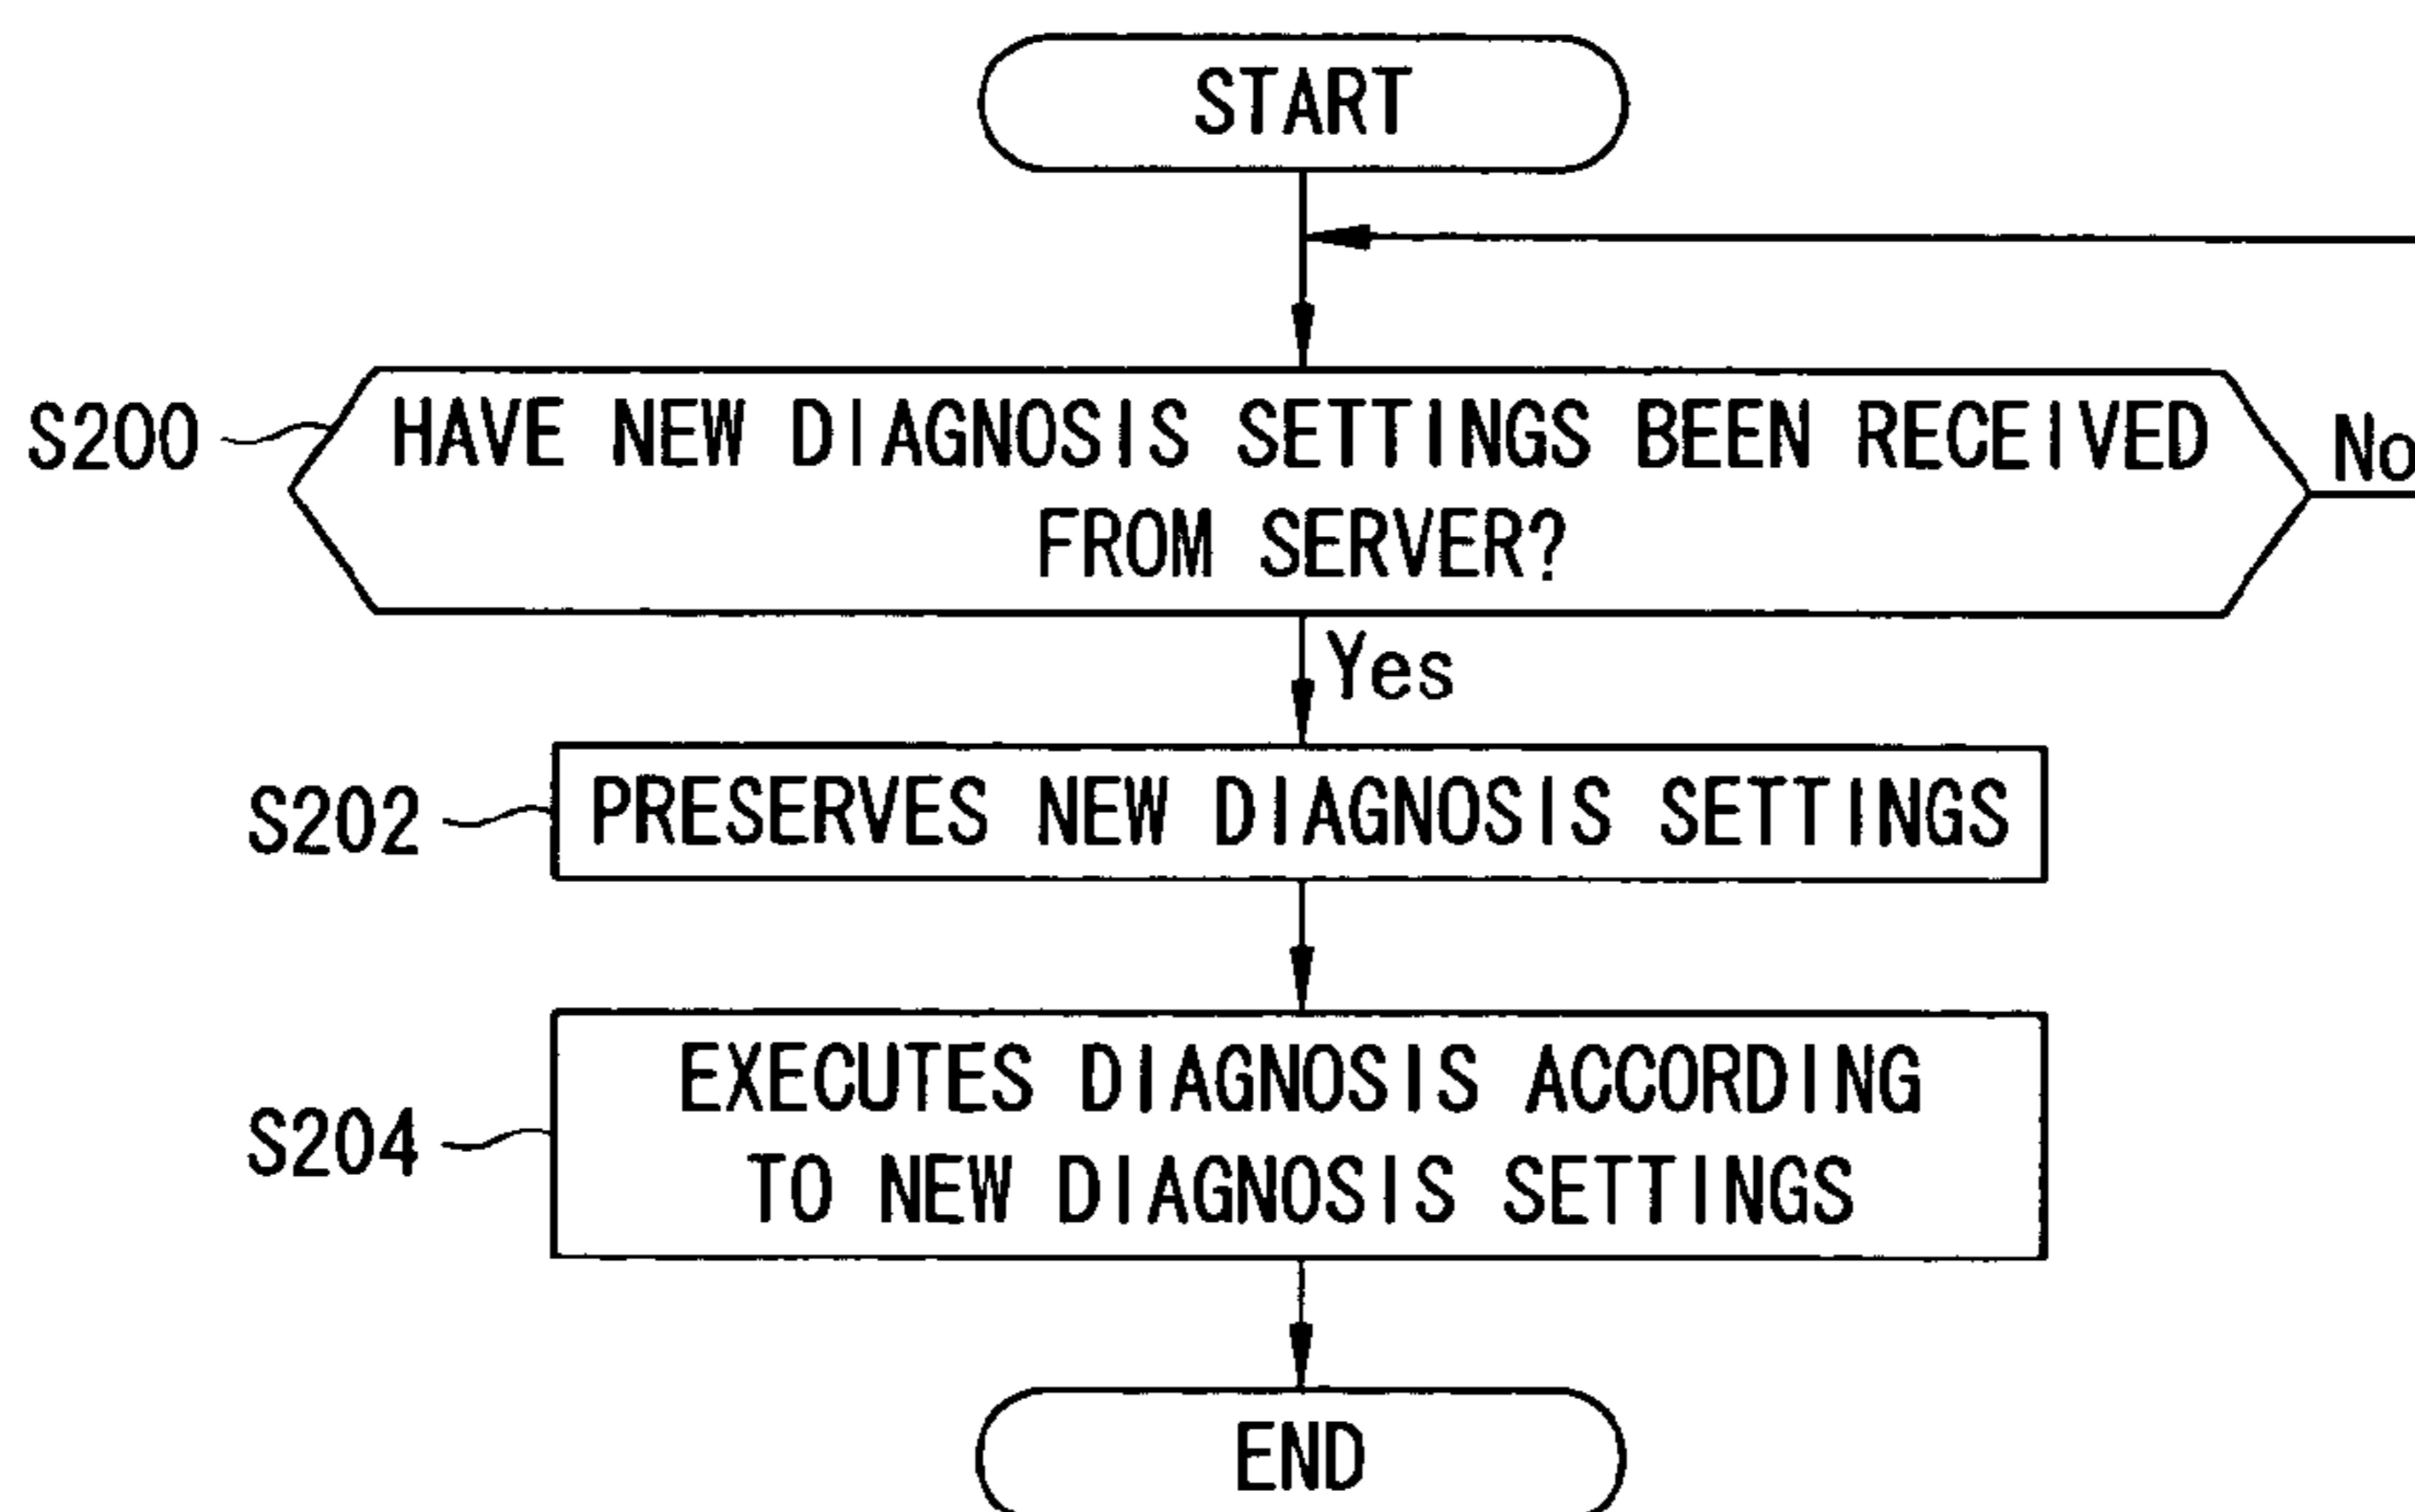 START
S200
HAVE NEW DIAGNOSIS SETTINGS BEEN RECEIVED
FROM SERVER?
No
Yes
S202
PRESERVES NEW DIAGNOSIS SETTINGS
S204
EXECUTES DIAGNOSIS ACCORDING
TO NEW DIAGNOSIS SETTINGS
END